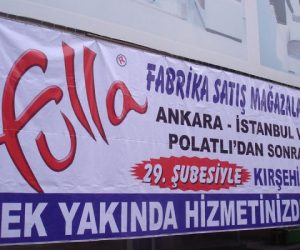 fulla®
FABRİKA SATIŞ MAĞAZALA
ANKARA - İSTANBUL
POLATLI'DAN SONRA
29. ŞUBESİYLE KIRŞEHİ
EK YAKINDA HİZMETİNİZD